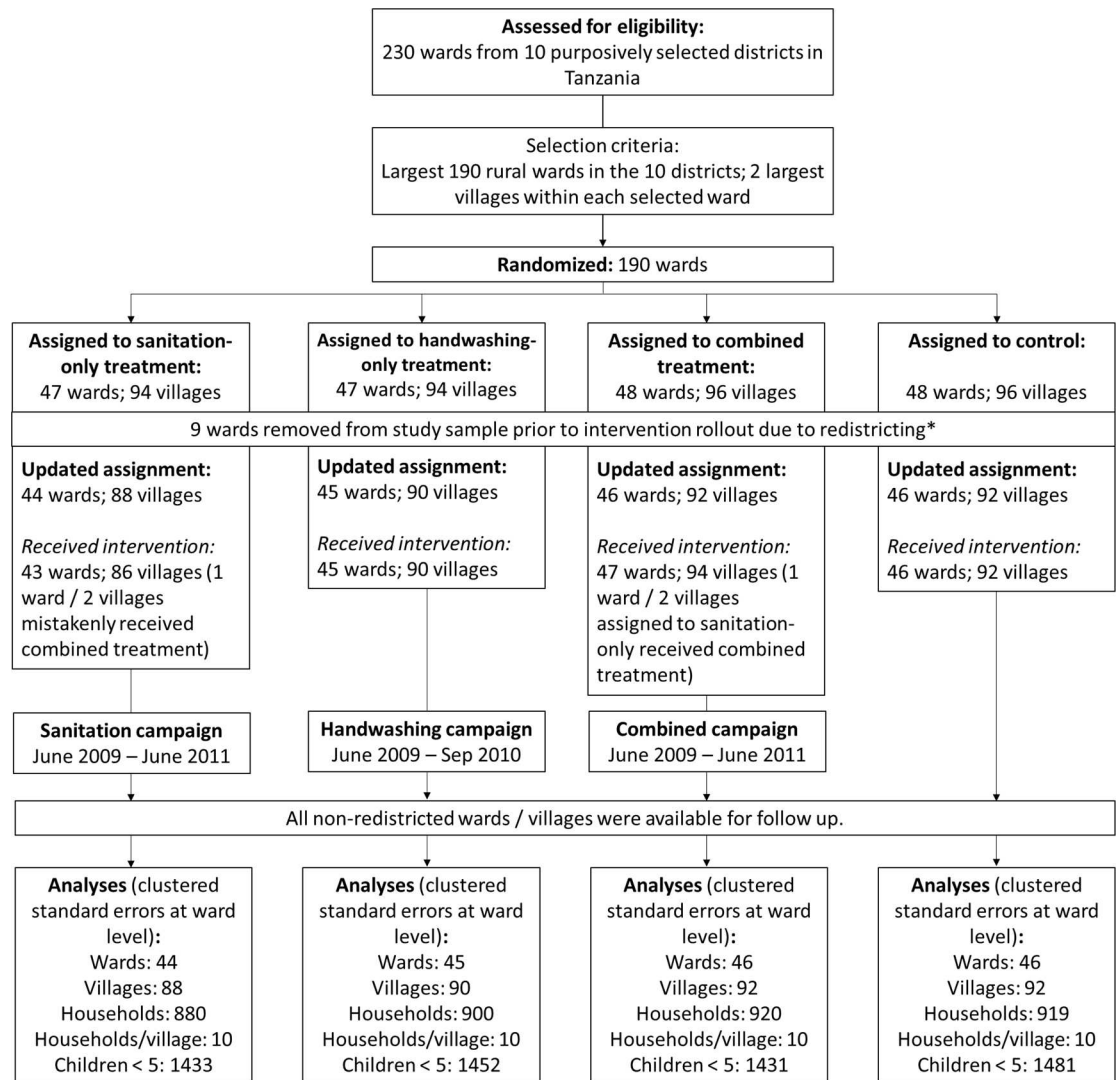 Assessed for eligibility:
230 wards from 10 purposively selected districts in
Tanzania
Selection criteria:
Largest 190 rural wards in the 10 districts; 2 largest
villages within each selected ward
Randomized: 190 wards
Assigned to sanitation-
only treatment:
47 wards; 94 villages
Assigned to handwashing-
only treatment:
47 wards; 94 villages
Assigned to combined
treatment:
48 wards; 96 villages
Assigned to control:
48 wards; 96 villages
9 wards removed from study sample prior to intervention rollout due to redistricting*
Updated assignment:
44 wards; 88 villages
Received intervention:
43 wards; 86 villages (1
ward / 2 villages
mistakenly received
combined treatment)
Updated assignment:
45 wards; 90 villages
Received intervention:
45 wards; 90 villages
Updated assignment:
46 wards; 92 villages
Received intervention:
47 wards; 94 villages (1
ward / 2 villages
assigned to sanitation-
only received combined
treatment)
Updated assignment:
46 wards; 92 villages
Received intervention:
46 wards; 92 villages
Sanitation campaign
June 2009 – June 2011
Handwashing campaign
June 2009 – Sep 2010
Combined campaign
June 2009 – June 2011
All non-redistricted wards / villages were available for follow up.
Analyses (clustered
standard errors at ward
level):
Wards: 44
Villages: 88
Households: 880
Households/village: 10
Children < 5: 1433
Analyses (clustered
standard errors at ward
level):
Wards: 45
Villages: 90
Households: 900
Households/village: 10
Children < 5: 1452
Analyses (clustered
standard errors at ward
level):
Wards: 46
Villages: 92
Households: 920
Households/village: 10
Children < 5: 1431
Analyses (clustered
standard errors at ward
level):
Wards: 46
Villages: 92
Households: 919
Households/village: 10
Children < 5: 1481